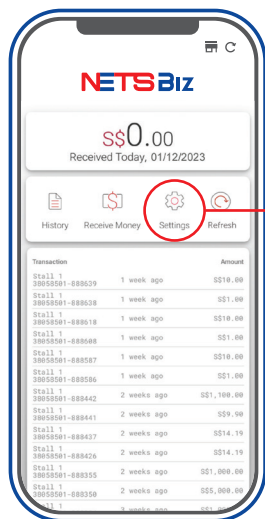 NETS Biz
S$0.00
Received Today, 01/12/2023
History Receive Money Settings Refresh
Transaction Amount
Stall 1
30058501-888639 1 week ago S$10.00
Stall 1
30058501-888638 1 week ago S$1.00
Stall 1
30058501-888618 1 week ago S$10.00
Stall 1
30058501-888608 1 week ago S$1.00
Stall 1
30058501-888587 1 week ago S$10.00
Stall 1
30058501-888586 1 week ago S$1.00
Stall 1
30058501-888442 2 weeks ago S$1,100.00
Stall 1
30058501-888441 2 weeks ago S$9.90
Stall 1
30058501-888437 2 weeks ago S$14.19
Stall 1
30058501-888426 2 weeks ago S$14.19
Stall 1
30058501-888355 2 weeks ago S$1,000.00
Stall 1
30058501-888350 2 weeks ago S$5,000.00
Stall 1